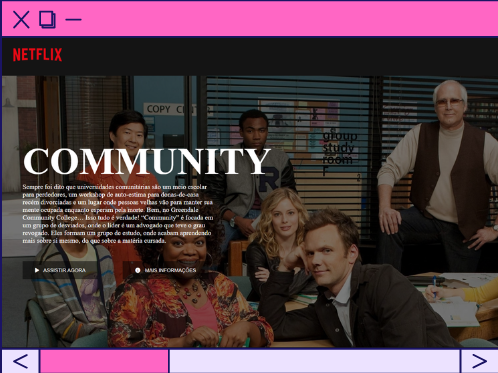 NETFLIX
COPY CE
group
study
room
F
COMMUNITY
Sempre foi dito que universidades comunitárias são um meio escolar
para perdedores, um workshop de auto-estima para donas-de-casa
recém divorciadas e um lugar onde pessoas velhas vão para manter sua
mente ocupada enquanto esperam pela morte. Bem, no Greendale
Community College... Isso tudo é verdade! "Community" é focada em
um grupo de desviados, onde o líder é um advogado que teve o grau
revogado. Eles formam um grupo de estudo, onde acabam aprendendo
mais sobre si mesmo, do que sobre a matéria cursada.
ASSISTIR AGORA
MAIS INFORMAÇÕES